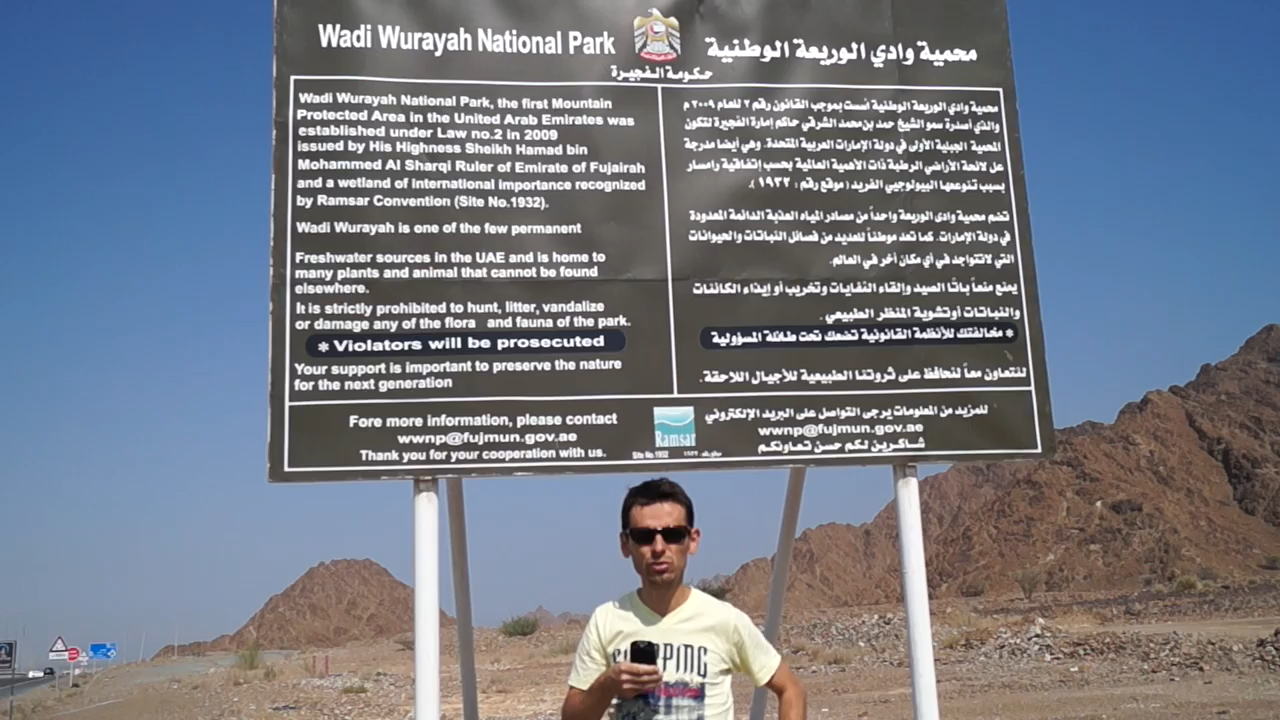 Wadi Wurayah National Park
محمية وادي الوريعة الوطنية
حكومة الفجيرة
Wadi Wurayah National Park, the first Mountain
Protected Area in the United Arab Emirates was
established under Law no.2 in 2009
issued by His Highness Sheikh Hamad bin
Mohammed Al Sharqi Ruler of Emirate of Fujairah
and a wetland of International Importance recognized
by Ramsar Convention (Site No.1932).
Wadi Wurayah is one of the few permanent
Freshwater sources in the UAE and is home to
many plants and animal that cannot be found
elsewhere.
It is strictly prohibited to hunt, litter, vandalize
or damage any of the flora and fauna of the park.
* Violators will be prosecuted
Your support is important to preserve the nature
for the next generation
محمية وادي الوريعة الوطنية أسست بموجب القانون رقم ٢ للعام ٢٠٠٩ م
والذي أصدرة سمو الشيخ حمد بن محمد الشرقي حاكم إمارة الفجيرة لتكون
المحمية الجبلية الأولى في دولة الإمارات العربية المتحدة. وهي أيضا مدرجة
عل لائحة الأراضي الرطبة ذات الأهمية العالمية بحسب إتفاقية رامسار
بسبب تنوعها البيولوجيي الفريد ( موقع رقم : ١٩٣٢ ).
تضم محمية وادى الوريعة واحداً من مصادر المياه العذبة الدائمة المعدودة
في دولة الإمارات. كما تعد موطناً للعديد من فسائل النباتات والحيوانات
التي لاتتواجد في أي مكان أخر في العالم.
يمنع منعاً باتاً الصيد وإلقاء النفايات وتخريب أو إيذاء الكائنات
والنباتات أوتشوية المنظر الطبيعي .
* مخالفتك للأنظمة القانونية تضعك تحت طائلة المسؤولية
لنتعاون معاً لنحافظ على ثروتنا الطبيعية للأجيال اللاحقة.
Fore more information, please contact
wwnp@fujmun.gov.ae
Thank you for your cooperation with us.
Ramsar
Site No.1932
للمزيد من المعلومات يرجى التواصل على البريد الإلكتروني
wwnp@fujmun.gov.ae
شاكرين لكم حسن تعاونكم